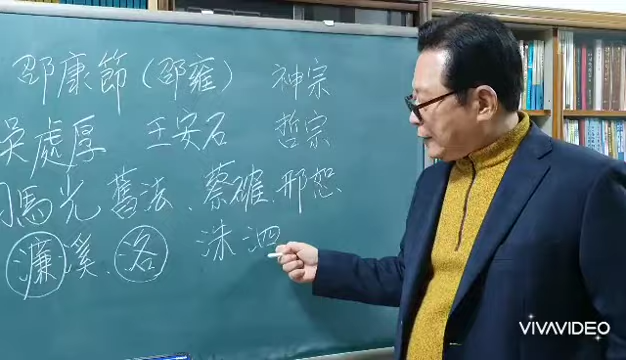 邵康節(邵雍) 神宗
吳處厚 王安石 哲宗
司馬光 舊法、蔡確、邢恕
濂溪、洛 洙泗
VIVAVIDEO